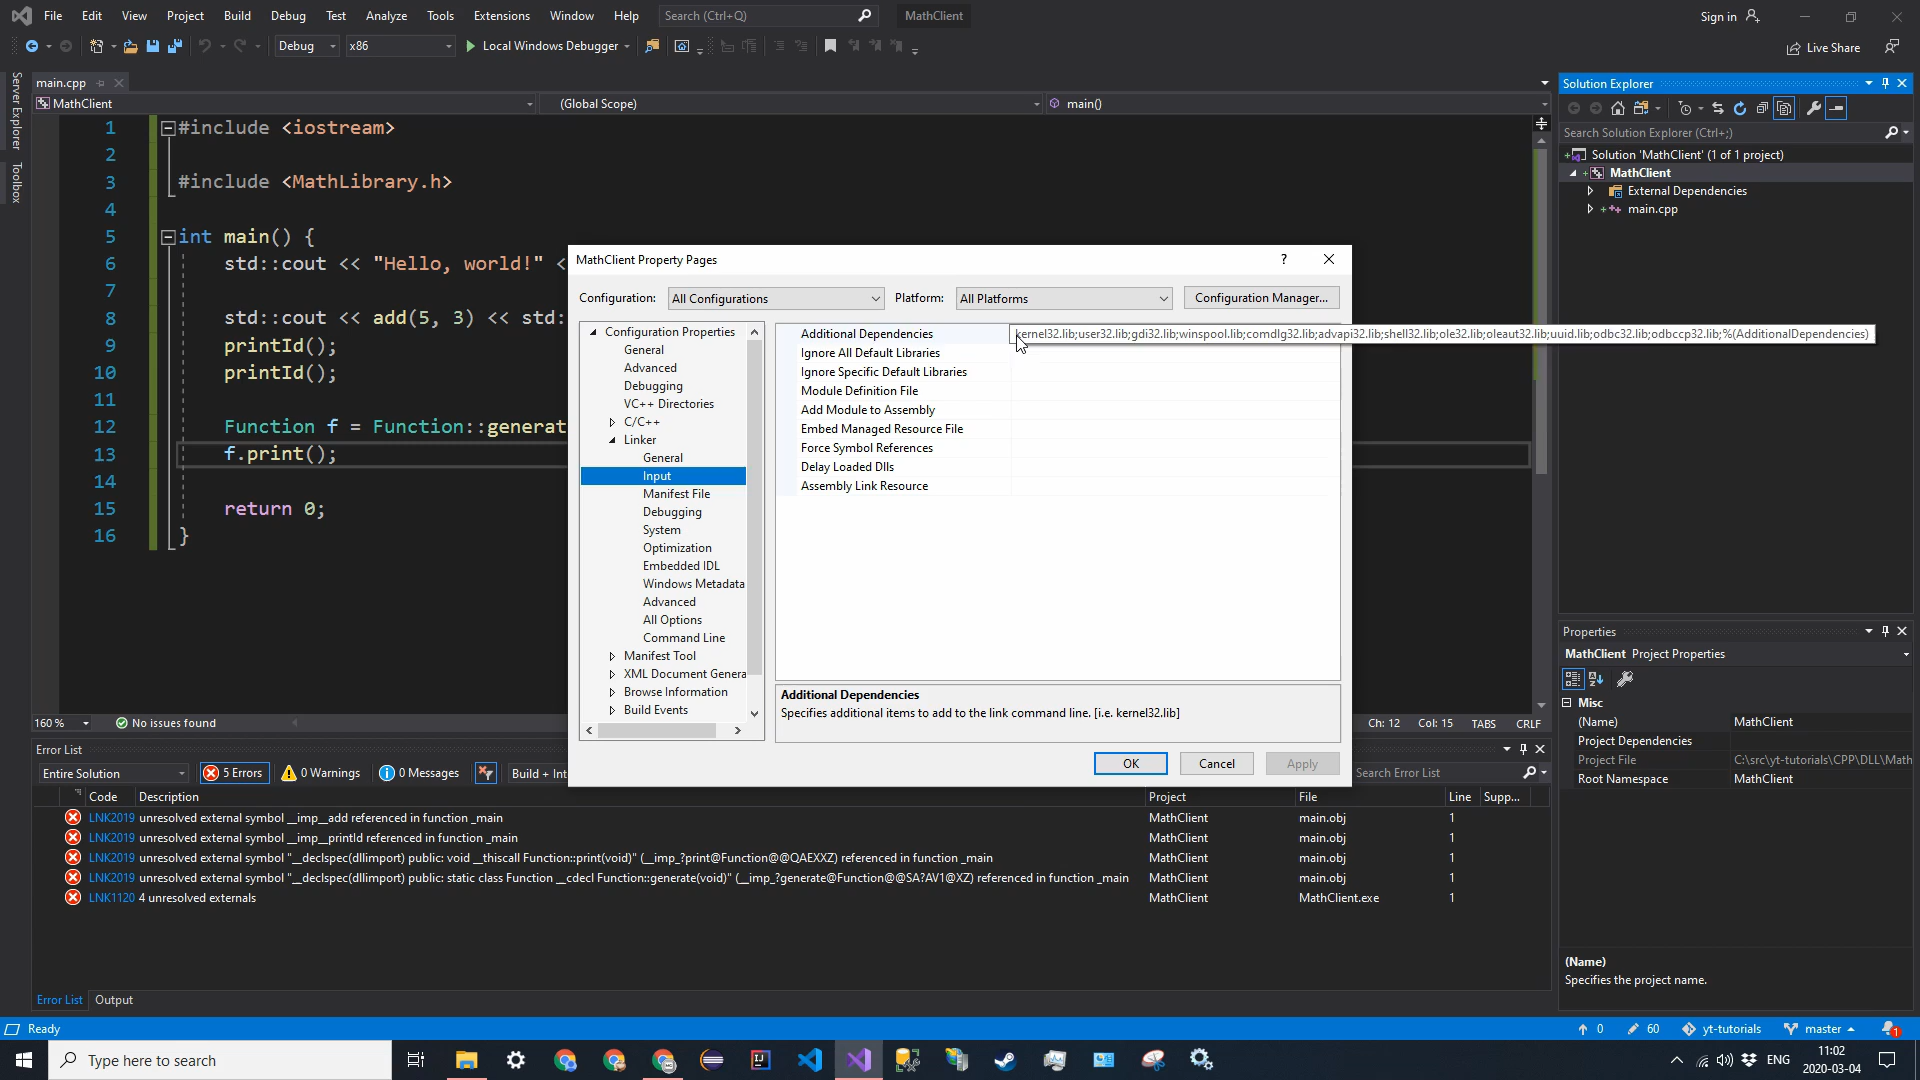 File Edit View Project Build Debug Test Analyze Tools Extensions Window Help Search (Ctrl+Q) MathClient Sign in
Debug x86 Local Windows Debugger Live Share
Server Explorer
Toolbox
main.cpp
MathClient (Global Scope) main()
1 #include <iostream>
2
3 #include <MathLibrary.h>
4
5 int main() {
6 std::cout << "Hello, world!" <
7
8 std::cout << add(5, 3) << std:
9 printId();
10 printId();
11
12 Function f = Function::generat
13 f.print();
14
15 return 0;
16 }
160 % No issues found Ch: 12 Col: 15 TABS CRLF
MathClient Property Pages ?
Configuration: All Configurations Platform: All Platforms Configuration Manager...
Configuration Properties
General
Advanced
Debugging
VC++ Directories
C/C++
Linker
General
Input
Manifest File
Debugging
System
Optimization
Embedded IDL
Windows Metadata
Advanced
All Options
Command Line
Manifest Tool
XML Document Genera
Browse Information
Build Events
Additional Dependencies kernel32.lib;user32.lib;gdi32.lib;winspool.lib;comdlg32.lib;advapi32.lib;shell32.lib;ole32.lib;oleaut32.lib;uuid.lib;odbc32.lib;odbccp32.lib;%(AdditionalDependencies)
Ignore All Default Libraries
Ignore Specific Default Libraries
Module Definition File
Add Module to Assembly
Embed Managed Resource File
Force Symbol References
Delay Loaded Dlls
Assembly Link Resource
Additional Dependencies
Specifies additional items to add to the link command line. [i.e. kernel32.lib]
OK Cancel Apply
Solution Explorer
Search Solution Explorer (Ctrl+;)
Solution 'MathClient' (1 of 1 project)
MathClient
External Dependencies
main.cpp
Properties
MathClient Project Properties
Misc
(Name) MathClient
Project Dependencies
Project File C:\src\yt-tutorials\CPP\DLL\Math
Root Namespace MathClient
(Name)
Specifies the project name.
Error List
Entire Solution 5 Errors 0 Warnings 0 Messages Build + Int Search Error List
Code Description Project File Line Supp...
LNK2019 unresolved external symbol __imp__add referenced in function _main MathClient main.obj 1
LNK2019 unresolved external symbol __imp__printId referenced in function _main MathClient main.obj 1
LNK2019 unresolved external symbol "__declspec(dllimport) public: void __thiscall Function::print(void)" (__imp_?print@Function@@QAEXXZ) referenced in function _main MathClient main.obj 1
LNK2019 unresolved external symbol "__declspec(dllimport) public: static class Function __cdecl Function::generate(void)" (__imp_?generate@Function@@SA?AV1@XZ) referenced in function _main MathClient main.obj 1
LNK1120 4 unresolved externals MathClient MathClient.exe 1
Error List Output
Ready 0 60 yt-tutorials master 1
Type here to search ENG 11:02
2020-03-04